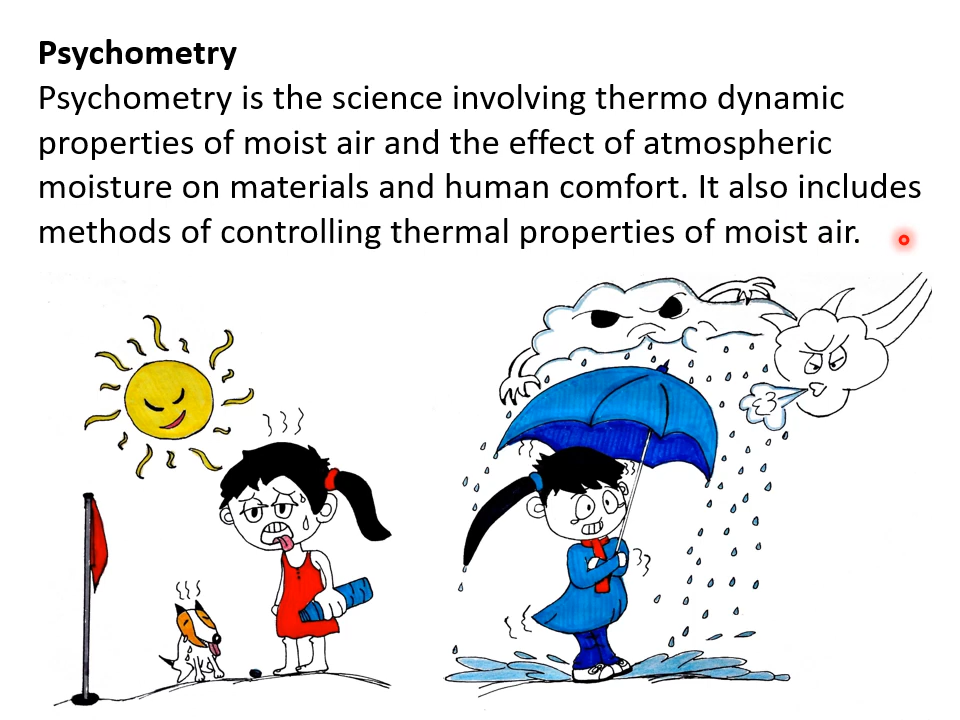 Psychometry
Psychometry is the science involving thermo dynamic
properties of moist air and the effect of atmospheric
moisture on materials and human comfort. It also includes
methods of controlling thermal properties of moist air.